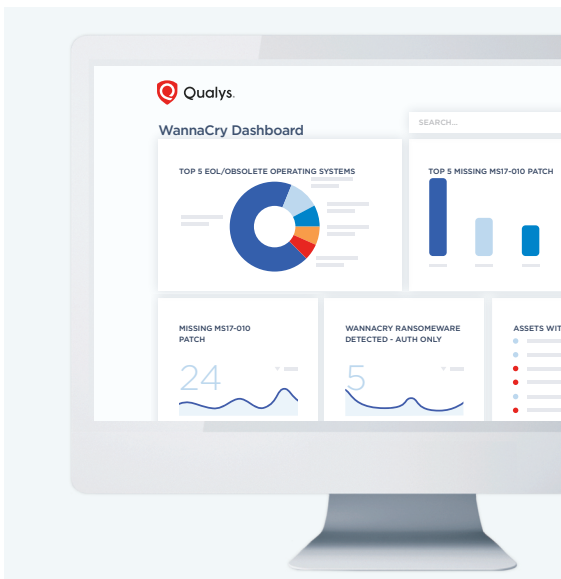 Qualys.
WannaCry Dashboard
SEARCH...
TOP 5 EOL/OBSOLETE OPERATING SYSTEMS
TOP 5 MISSING MS17-010 PATCH
MISSING MS17-010
PATCH
24
WANNACRY RANSOMEWARE
DETECTED - AUTH ONLY
5
ASSETS WIT